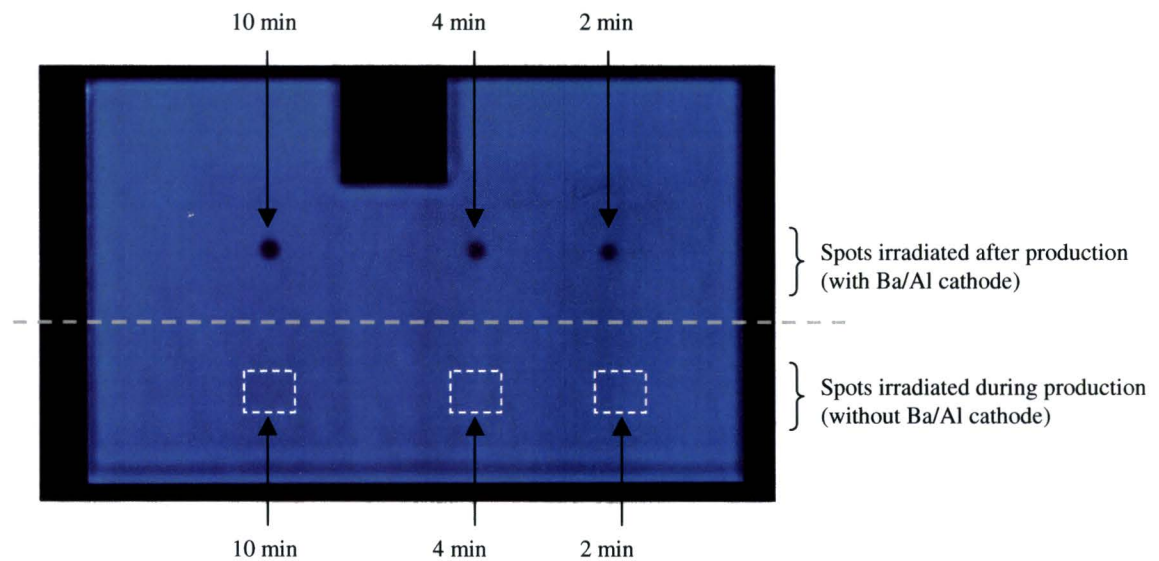 10 min
4 min
2 min
Spots irradiated after production
(with Ba/Al cathode)
Spots irradiated during production
(without Ba/Al cathode)
10 min
4 min
2 min